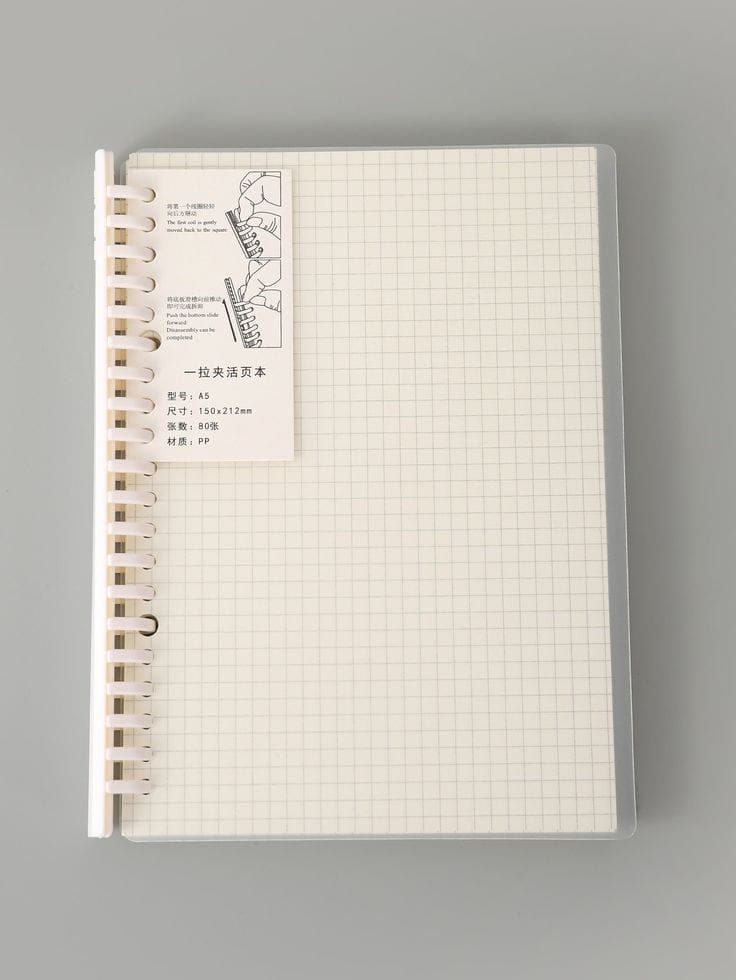 将第一个线圈轻轻
向后方掰动
The first coil is gently
moved back to the square
将底板滑槽向前推动
即可完成拆卸
Push the bottom slide
forward
Disassembly can be
completed
一拉夹活页本
型号：A5
尺寸：150x212mm
张数：80张
材质：PP